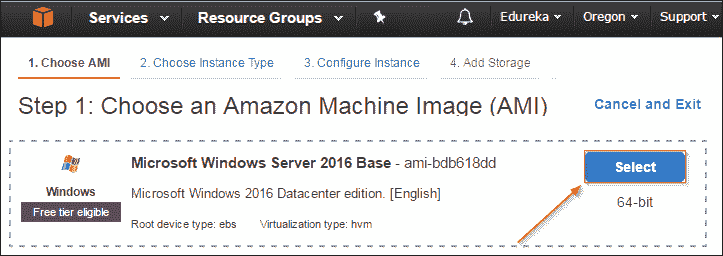 Services Resource Groups Edureka Oregon Support
1. Choose AMI 2. Choose Instance Type 3. Configure Instance 4. Add Storage
Step 1: Choose an Amazon Machine Image (AMI) Cancel and Exit
Microsoft Windows Server 2016 Base - ami-bdb618dd Select
Windows
Microsoft Windows 2016 Datacenter edition. [English] 64-bit
Free tier eligible
Root device type: ebs Virtualization type: hvm